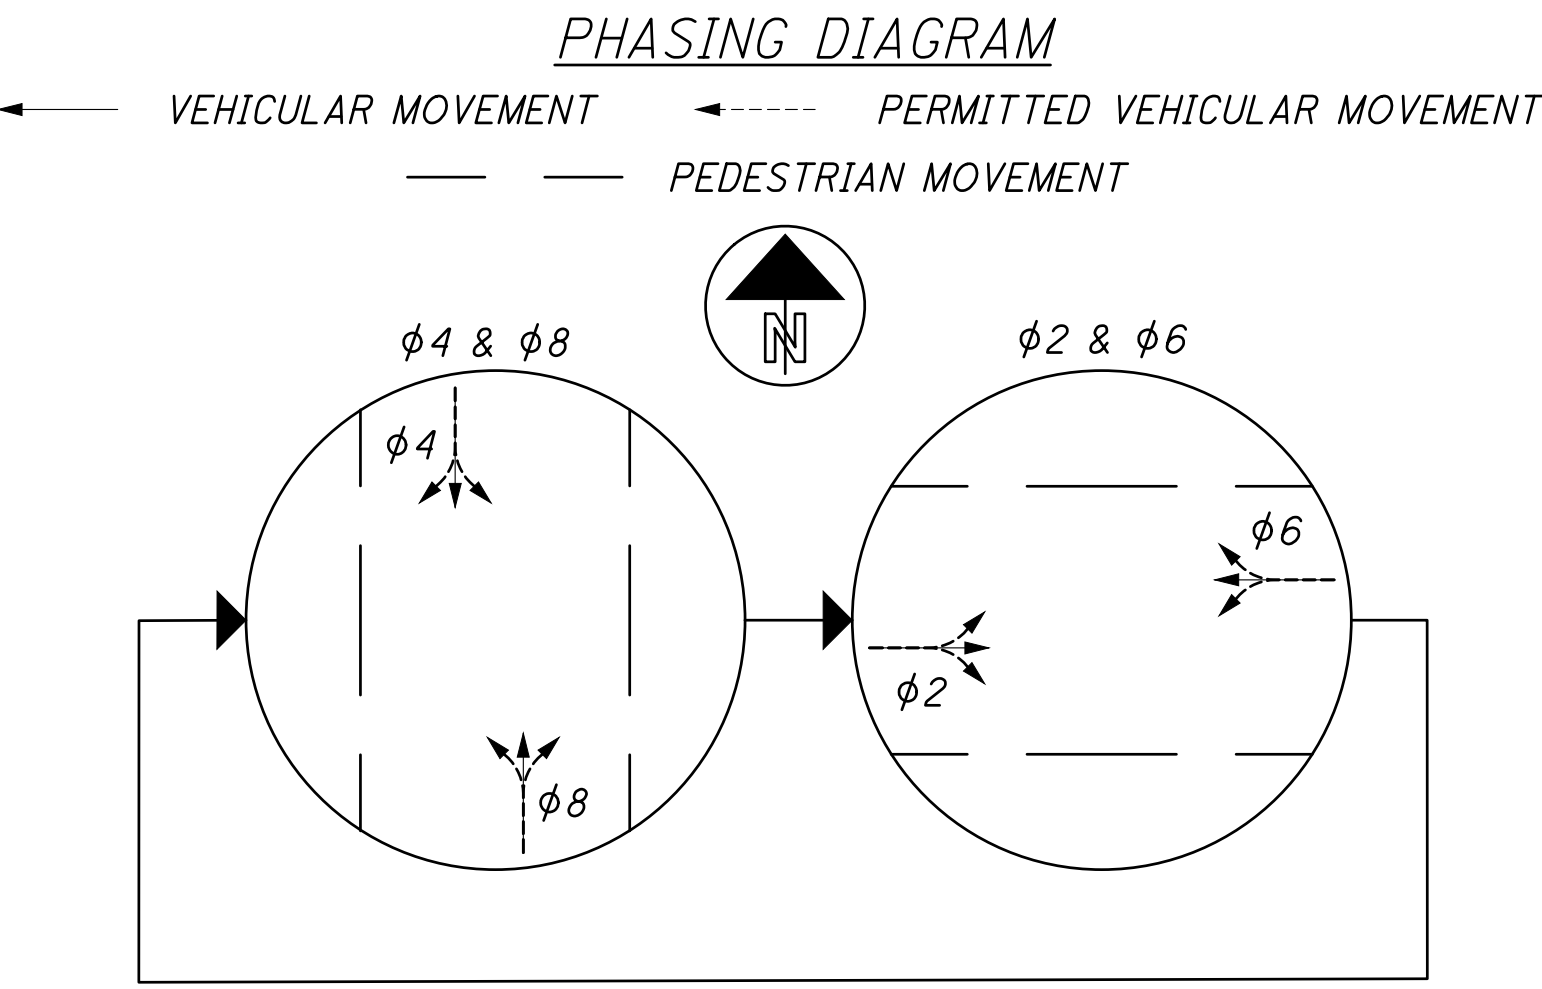 PHASING DIAGRAM
VEHICULAR MOVEMENT PERMITTED VEHICULAR MOVEMENT
PEDESTRIAN MOVEMENT
N
ϕ4 & ϕ8 ϕ2 & ϕ6
ϕ4
ϕ6
ϕ2
ϕ8